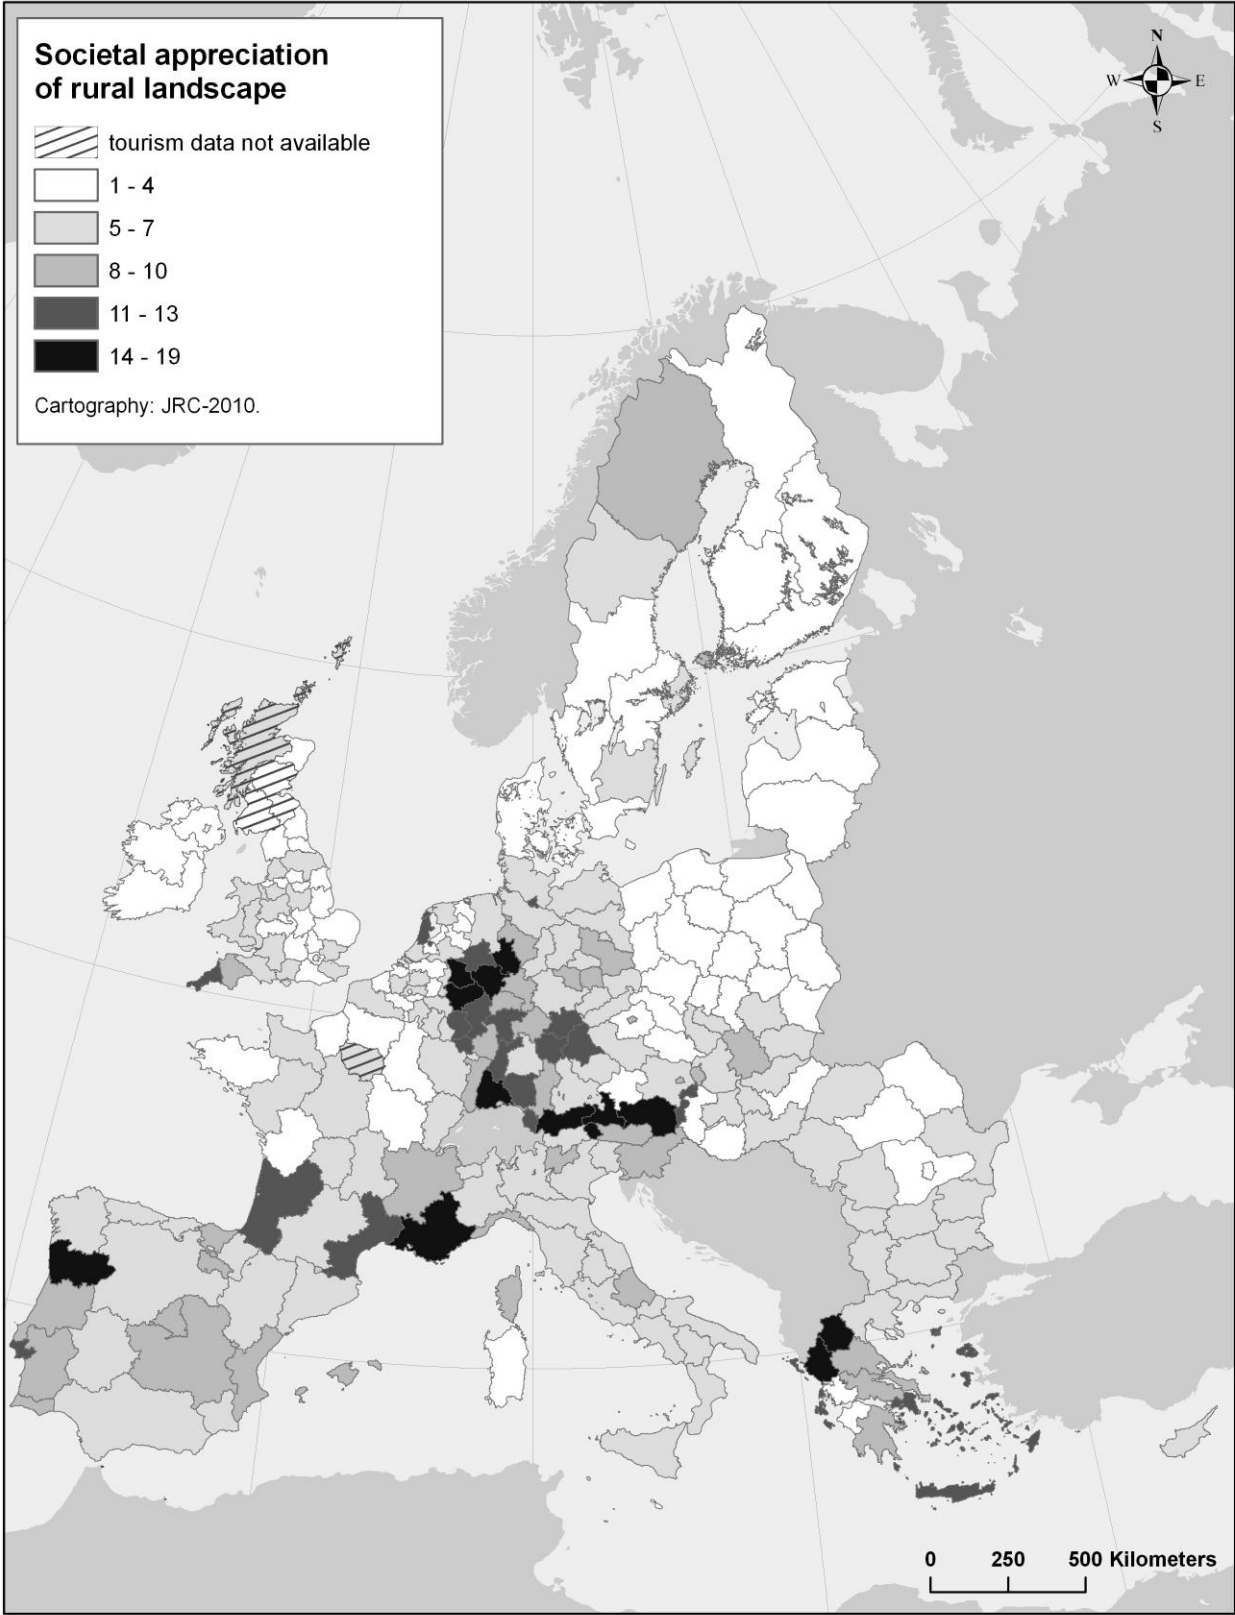 Societal appreciation
of rural landscape
tourism data not available
1 - 4
5 - 7
8 - 10
11 - 13
14 - 19
Cartography: JRC-2010.
N
W E
S
0 250 500 Kilometers